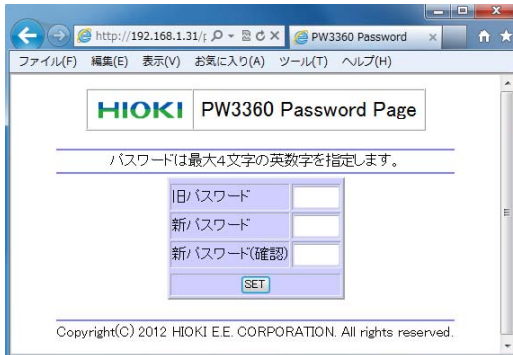 http://192.168.1.31/
PW3360 Password
ファイル(F) 編集(E) 表示(V) お気に入り(A) ツール(T) ヘルプ(H)
HIOKI PW3360 Password Page
パスワードは最大4文字の英数字を指定します。
旧パスワード
新パスワード
新パスワード(確認)
SET
Copyright(C) 2012 HIOKI E.E. CORPORATION. All rights reserved.